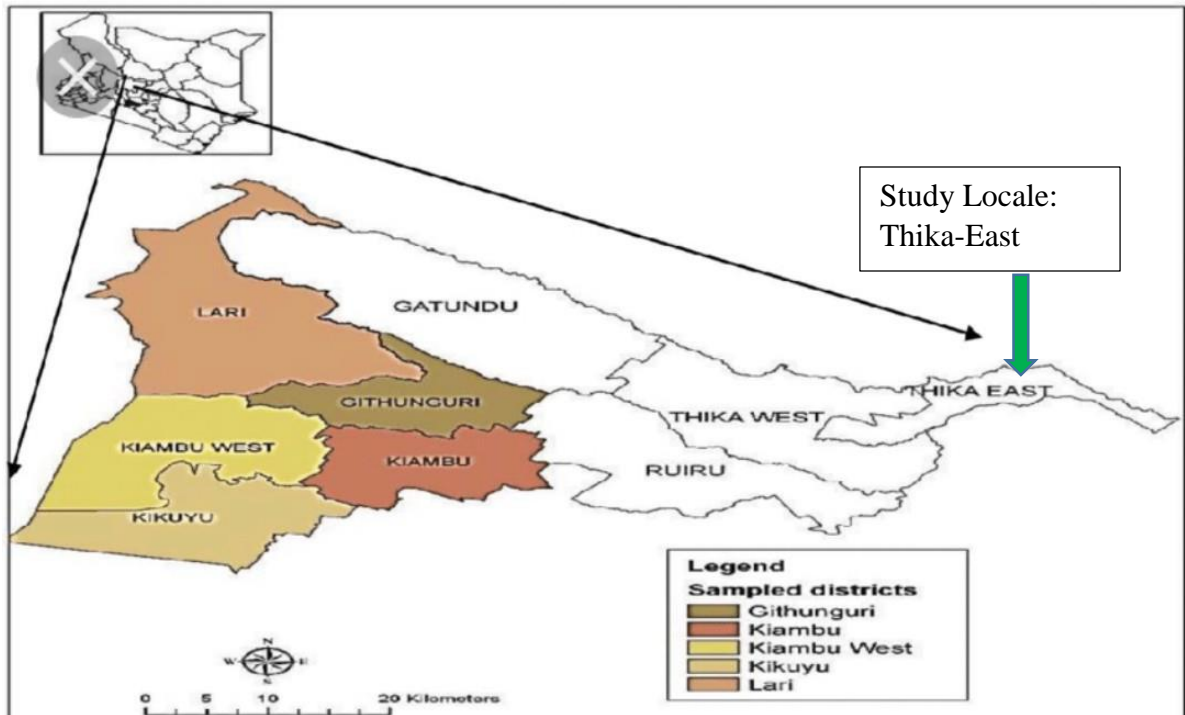 Study Locale:
Thika-East
LARI
GATUNDU
GITHUNGURI
THIKA WEST
THIKA EAST
KIAMBU WEST
KIAMBU
RUIRU
KIKUYU
Legend
Sampled districts
Githunguri
Kiambu
Kiambu West
Kikuyu
Lari
N
W E
S
0 5 10 20 Kilometers